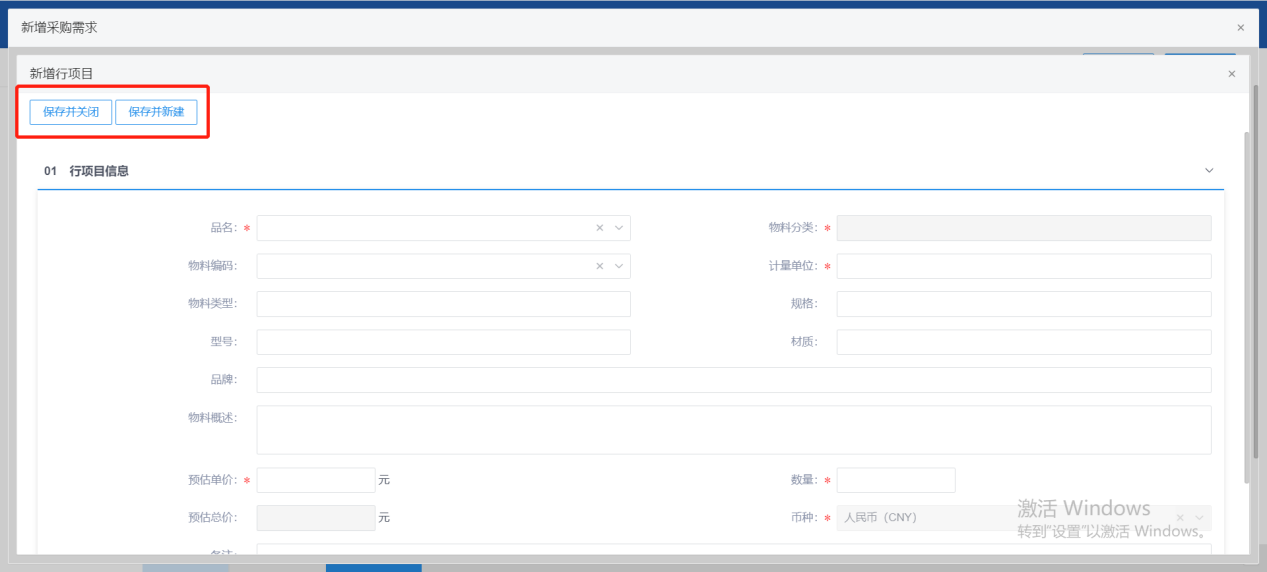 新增采购需求
新增行项目
保存并关闭 保存并新建
01 行项目信息
品名: * 物料分类: *
物料编码: 计量单位: *
物料类型: 规格:
型号: 材质:
品牌:
物料概述:
预估单价: * 元 数量: *
预估总价: 元 币种: * 人民币（CNY）
激活 Windows
转到"设置"以激活 Windows。